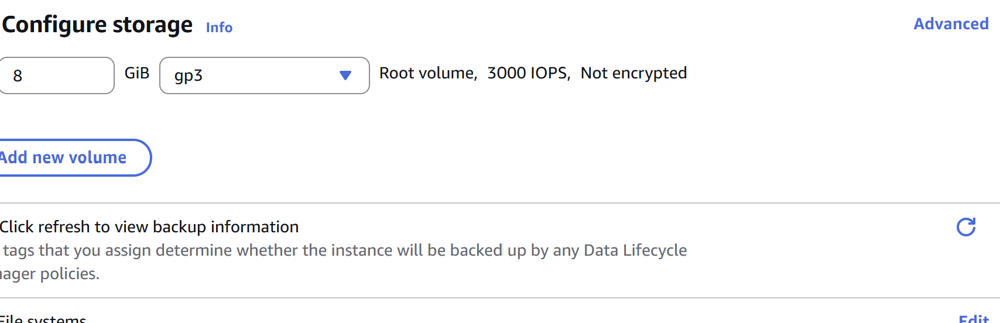 Configure storage Info Advanced
8 GiB gp3 Root volume, 3000 IOPS, Not encrypted
Add new volume
Click refresh to view backup information
tags that you assign determine whether the instance will be backed up by any Data Lifecycle
nager policies.
File systems Edit